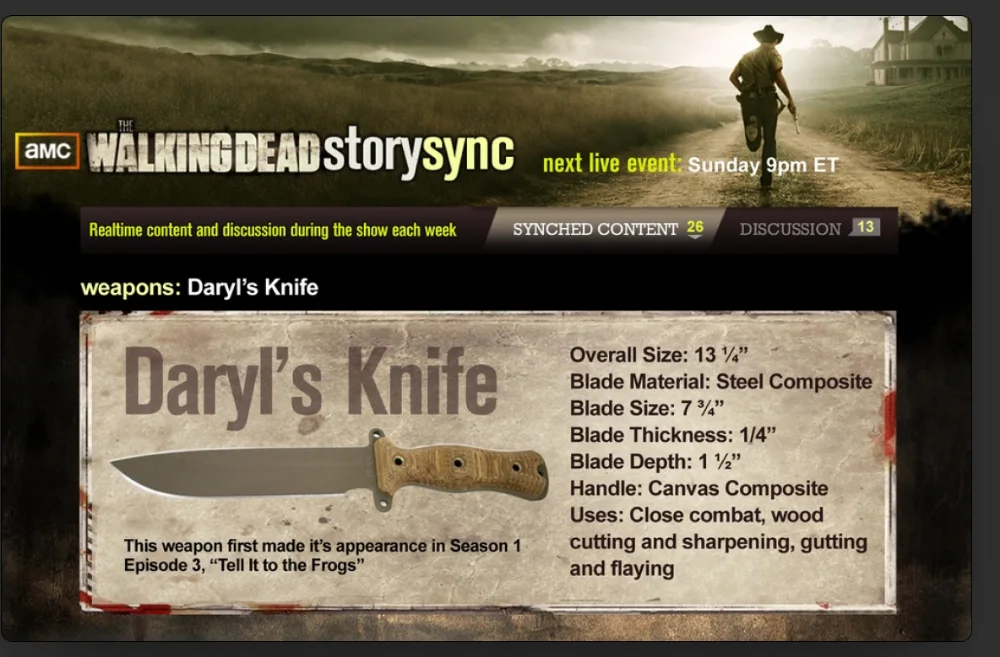 THE
aMC WALKING DEAD storysync next live event: Sunday 9pm ET
Realtime content and discussion during the show each week SYNCHED CONTENT 26 DISCUSSION 13
weapons: Daryl's Knife
Daryl's Knife
This weapon first made it's appearance in Season 1
Episode 3, “Tell It to the Frogs”
Overall Size: 13 ¼”
Blade Material: Steel Composite
Blade Size: 7 ¾”
Blade Thickness: 1/4”
Blade Depth: 1 ½”
Handle: Canvas Composite
Uses: Close combat, wood
cutting and sharpening, gutting
and flaying